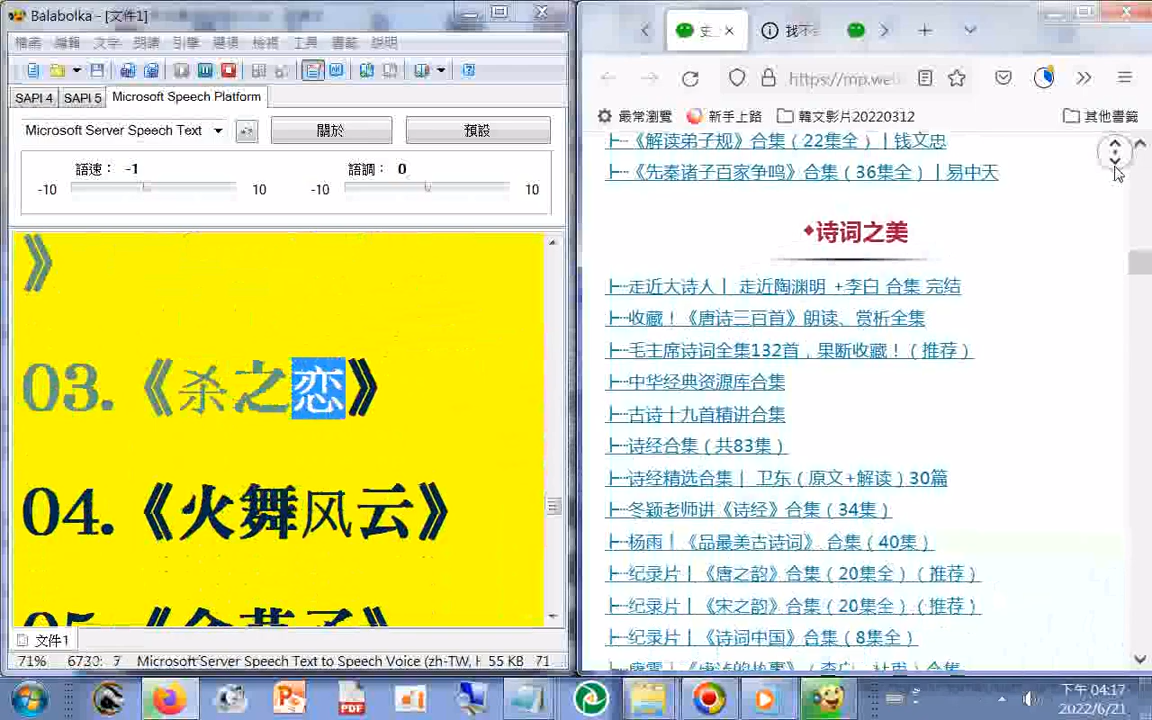 Balabolka - [文件1]
檔案 編輯 文字 朗讀 引擎 選項 檢視 工具 書籤 說明
SAPI 4 SAPI 5 Microsoft Speech Platform
Microsoft Server Speech Text
關於
預設
語速： -1
語調： 0
-10 10 -10 10
》
03.《杀之恋》
04.《火舞风云》
文件1
71% 6730: 7 Microsoft Server Speech Text to Speech Voice (zh-TW, H 55 KB 71
https://mp.wei
最常瀏覽 新手上路 韓文影片20220312 其他書籤
├┈《解读弟子规》合集（22集全）丨钱文忠
├┈《先秦诸子百家争鸣》合集（36集全）丨易中天
诗词之美
├┈走近大诗人丨 走近陶渊明 +李白 合集 完结
├┈收藏！《唐诗三百首》朗读、赏析全集
├┈毛主席诗词全集132首，果断收藏！（推荐）
├┈中华经典资源库合集
├┈古诗十九首精讲合集
├┈诗经合集（共83集）
├┈诗经精选合集丨 卫东（原文+解读）30篇
├┈冬颖老师讲《诗经》合集（34集）
├┈杨雨丨《品最美古诗词》 合集（40集）
├┈纪录片丨《唐之韵》合集（20集全）（推荐）
├┈纪录片丨《宋之韵》合集（20集全）（推荐）
├┈纪录片丨《诗词中国》合集（8集全）
下午 04:17
2022/6/21